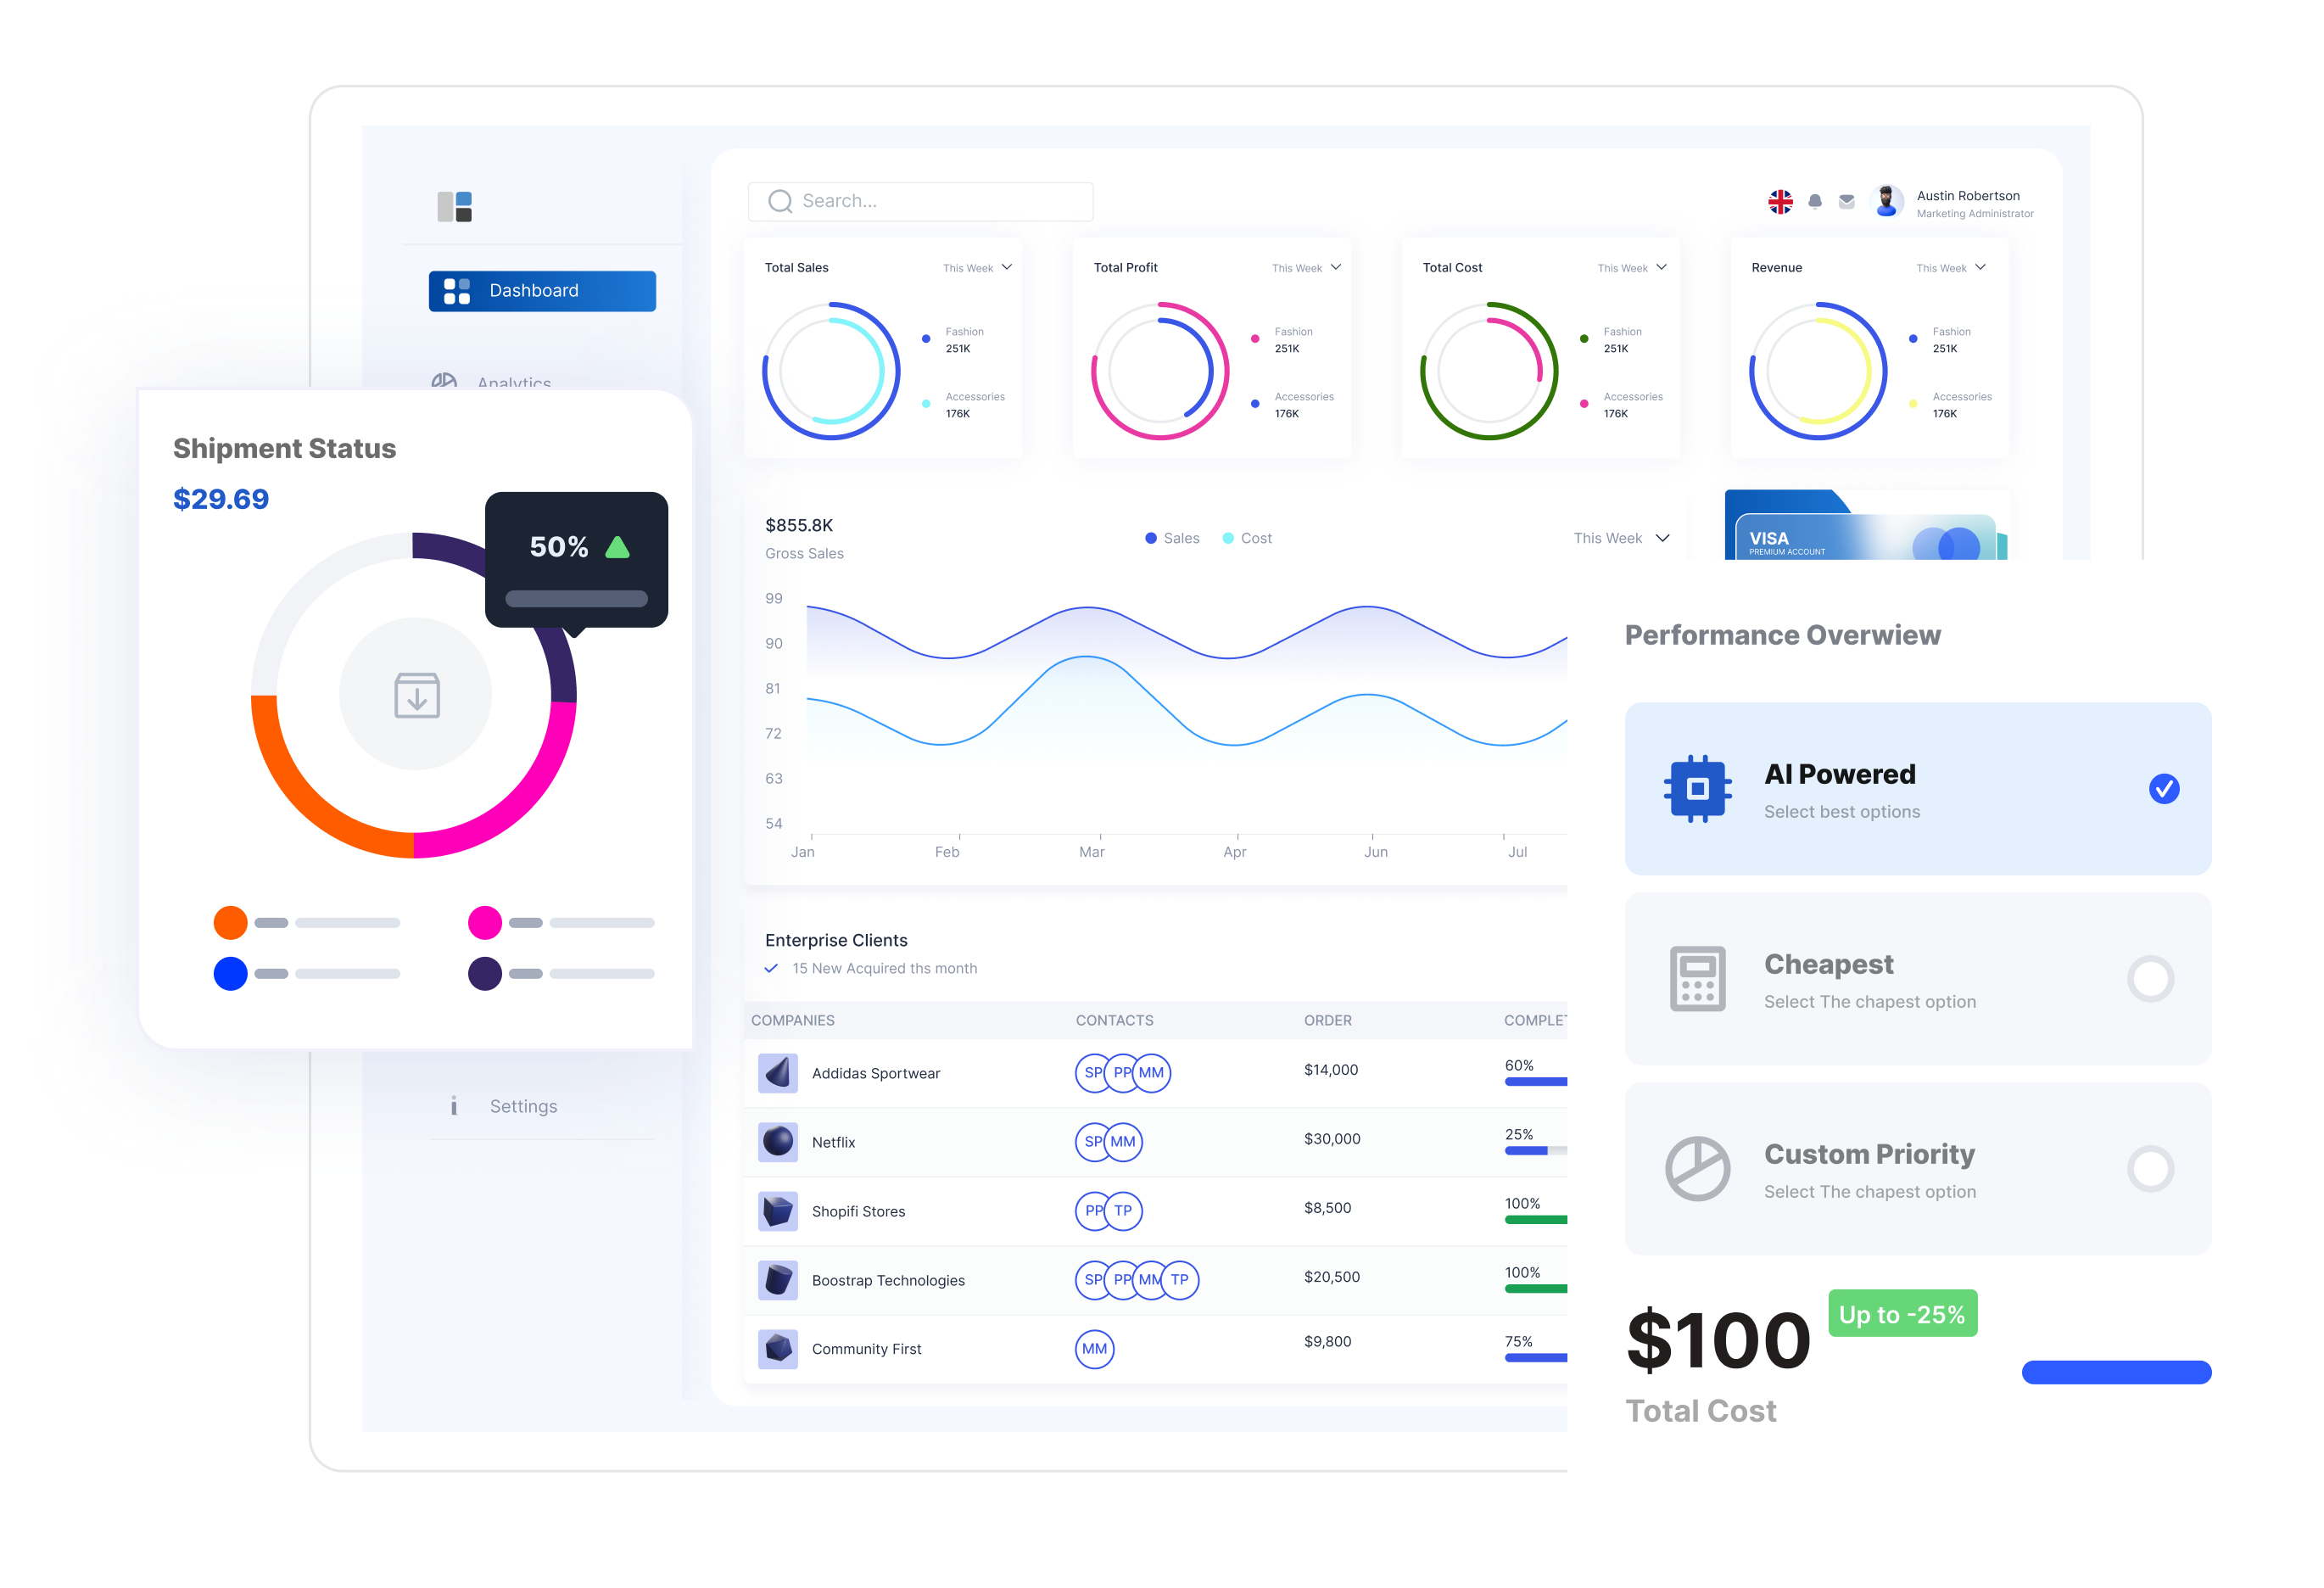 Search...
Austin Robertson
Marketing Administrator
Dashboard
Analytics
Settings
Total Sales
This Week
Fashion
251K
Accessories
176K
Total Profit
This Week
Fashion
251K
Accessories
176K
Total Cost
This Week
Fashion
251K
Accessories
176K
Revenue
This Week
Fashion
251K
Accessories
176K
Shipment Status
$29.69
50%
$855.8K
Gross Sales
Sales
Cost
This Week
99
90
81
72
63
54
Jan
Feb
Mar
Apr
Jun
Jul
VISA
PREMIUM ACCOUNT
Enterprise Clients
15 New Acquired ths month
COMPANIES CONTACTS ORDER COMPLET
Addidas Sportwear SP PP MM $14,000 60%
Netflix SP MM $30,000 25%
Shopifi Stores PP TP $8,500 100%
Boostrap Technologies SP PP MM TP $20,500 100%
Community First MM $9,800 75%
Performance Overwiew
AI Powered
Select best options
Cheapest
Select The chapest option
Custom Priority
Select The chapest option
$100
Up to -25%
Total Cost